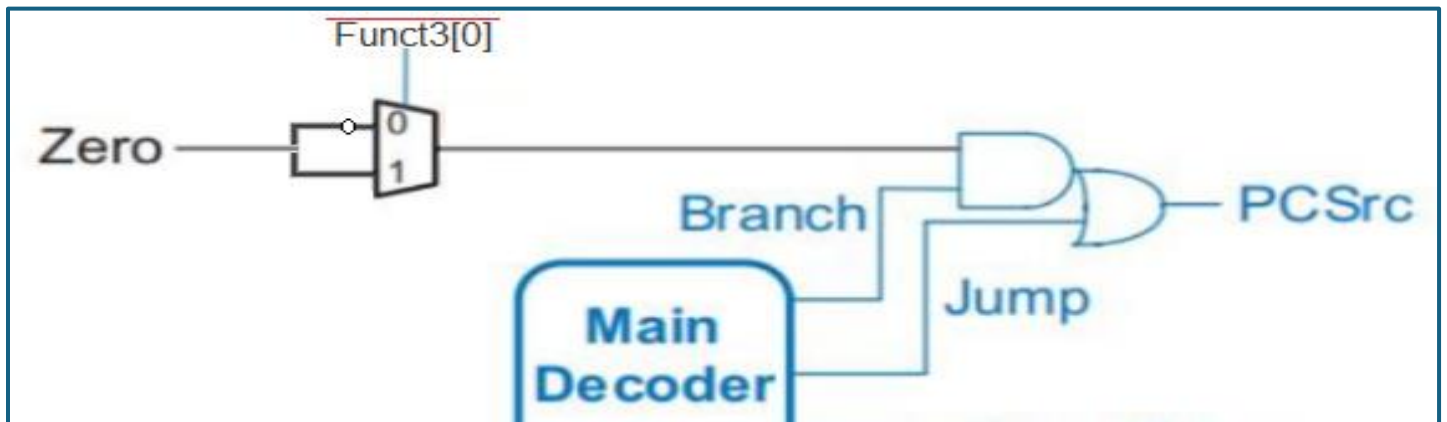 Funct3[0]
Zero
0
1
Branch
PCSrc
Jump
Main
Decoder